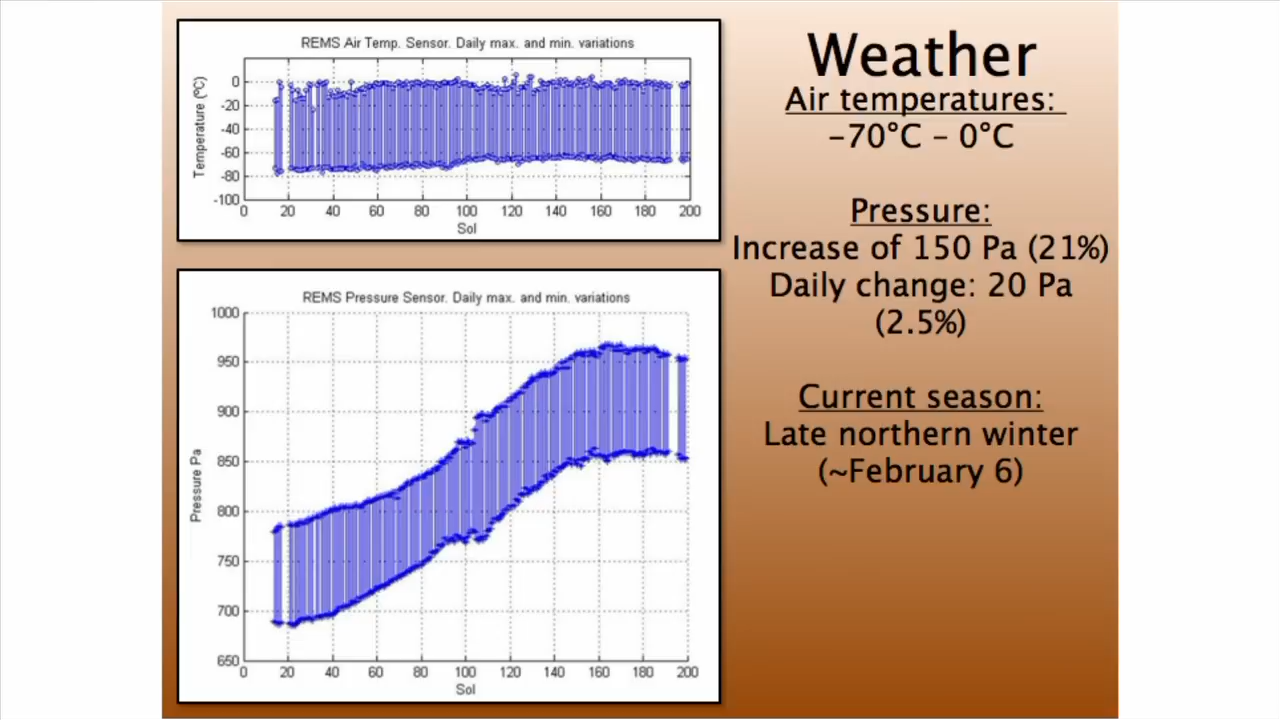 REMS Air Temp. Sensor. Daily max. and min. variations
Temperature (ºC)
0
-20
-40
-60
-80
-100
0 20 40 60 80 100 120 140 160 180 200
Sol
REMS Pressure Sensor. Daily max. and min. variations
Pressure Pa
1000
950
900
850
800
750
700
650
0 20 40 60 80 100 120 140 160 180 200
Sol
Weather
Air temperatures:
-70°C - 0°C
Pressure:
Increase of 150 Pa (21%)
Daily change: 20 Pa
(2.5%)
Current season:
Late northern winter
(~February 6)